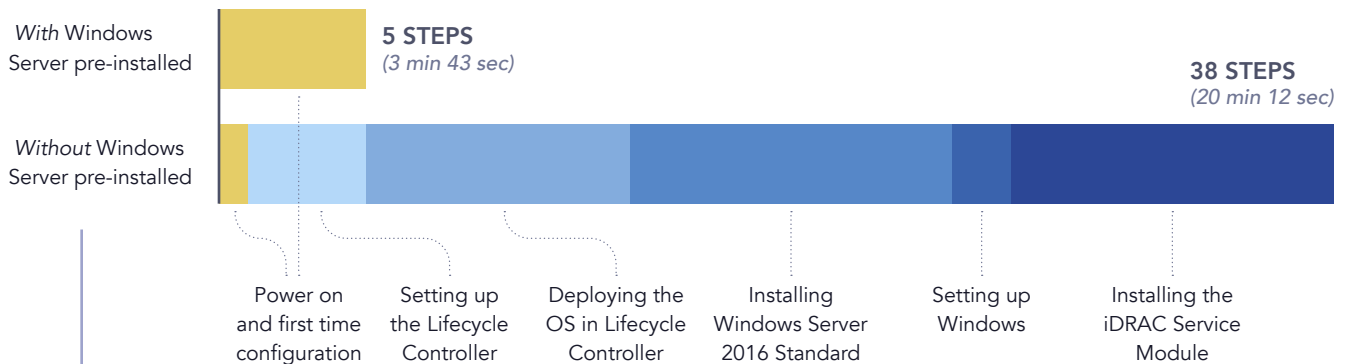 With Windows
Server pre-installed
5 STEPS
(3 min 43 sec)
38 STEPS
(20 min 12 sec)
Without Windows
Server pre-installed
Power on
and first time
configuration
Setting up
the Lifecycle
Controller
Deploying the
OS in Lifecycle
Controller
Installing
Windows Server
2016 Standard
Setting up
Windows
Installing the
iDRAC Service
Module